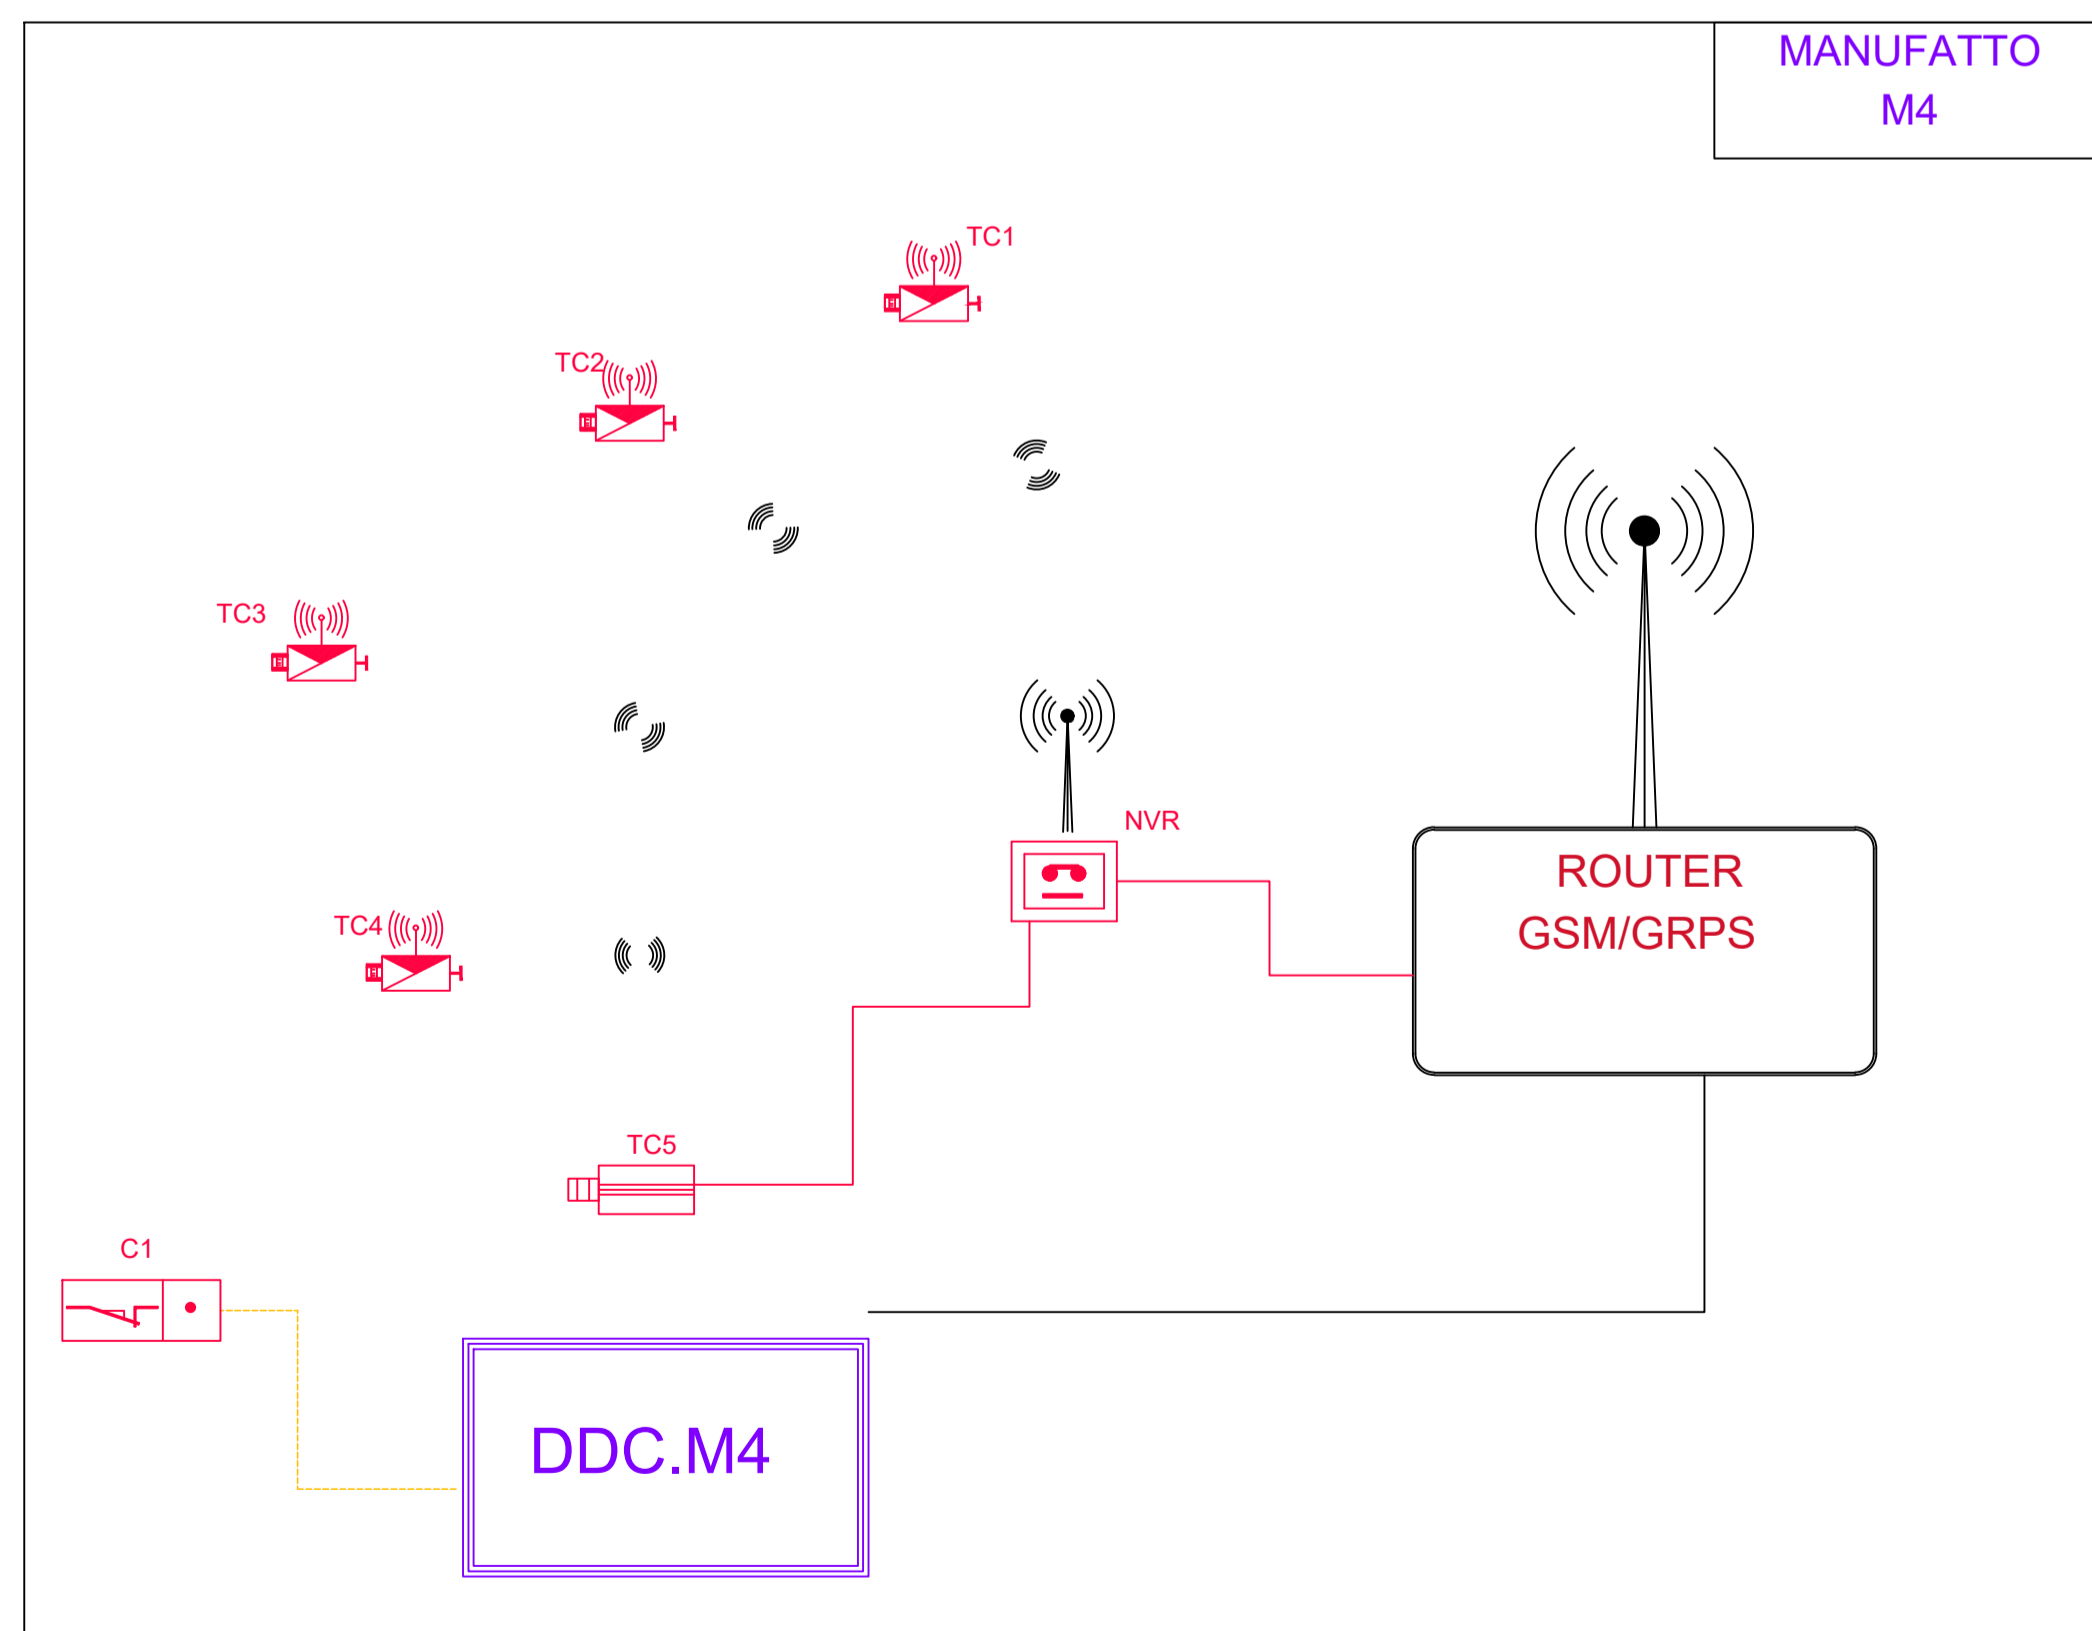 MANUFATTO
M4
TC1
TC2
TC3
NVR
ROUTER
GSM/GRPS
TC4
TC5
C1
DDC.M4